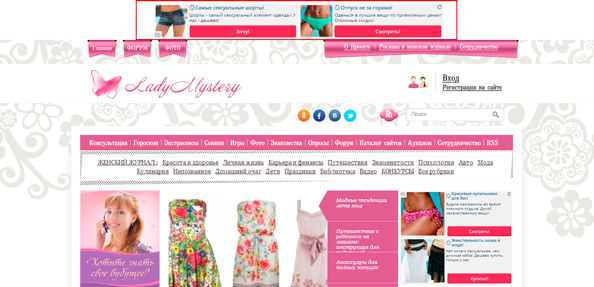 Самые сексуальные шорты!
Шорты - самый сексуальный элемент одежды! У нас - дешево!
Хочу!
Отпуск не за горами!
Оденься в лучшие вещи по приемлемым ценам! Огромные скидки!
Смотреть!
Главная
ФОРУМ
ФОТО
О Проекте
Реклама в женском журнале
Сотрудничество
LadyMystery
Вход
Регистрация на сайте
Поиск
Консультации Гороскоп Экстрасенсы Сонник Игры Фото Знакомства Опросы Форум Каталог сайтов Аукцион Сотрудничество RSS
ЖЕНСКИЙ ЖУРНАЛ: Красота и здоровье Личная жизнь Карьера и финансы Путешествия Знаменитости Психология Авто Мода
Кулинария Непознанное Домашний очаг Дети Праздники Библиотека Видео КОНКУРСЫ Все рубрики
Хотите знать
свое будущее?
Модные тенденции
лета 2014
Путешествие с
ребенком на
машине:
инструкция для
Аксессуары для
полных женщин
Красивые купальники
для Вас!
Смотреть!
Женственность снова в
моде!
Купить!!